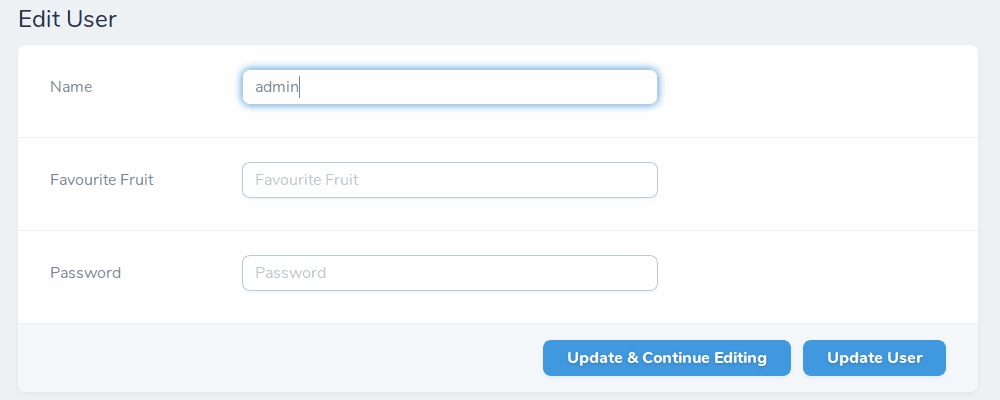 Edit User
Name
admin
Favourite Fruit
Favourite Fruit
Password
Password
Update & Continue Editing
Update User